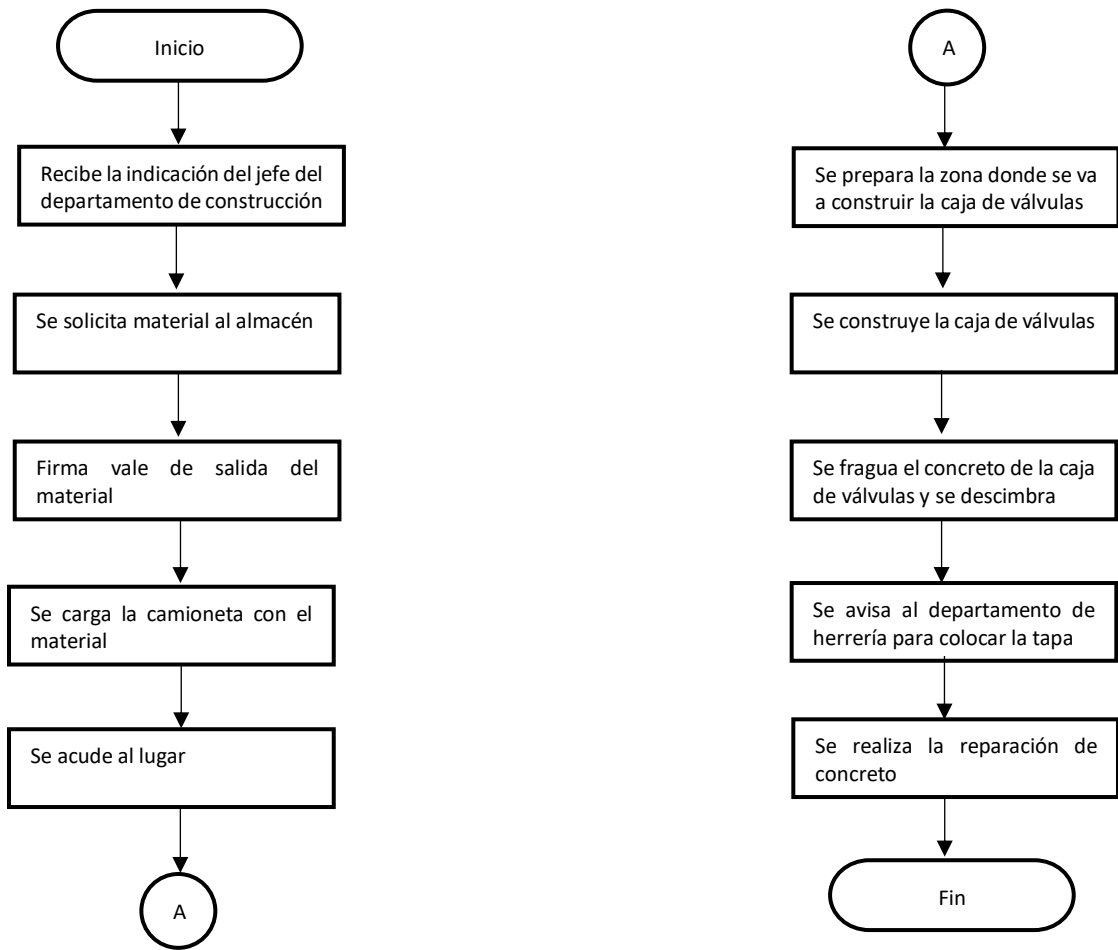 Inicio
Recibe la indicación del jefe del
departamento de construcción
Se solicita material al almacén
Firma vale de salida del
material
Se carga la camioneta con el
material
Se acude al lugar
A
A
Se prepara la zona donde se va
a construir la caja de válvulas
Se construye la caja de válvulas
Se fragua el concreto de la caja
de válvulas y se descimbra
Se avisa al departamento de
herrería para colocar la tapa
Se realiza la reparación de
concreto
Fin